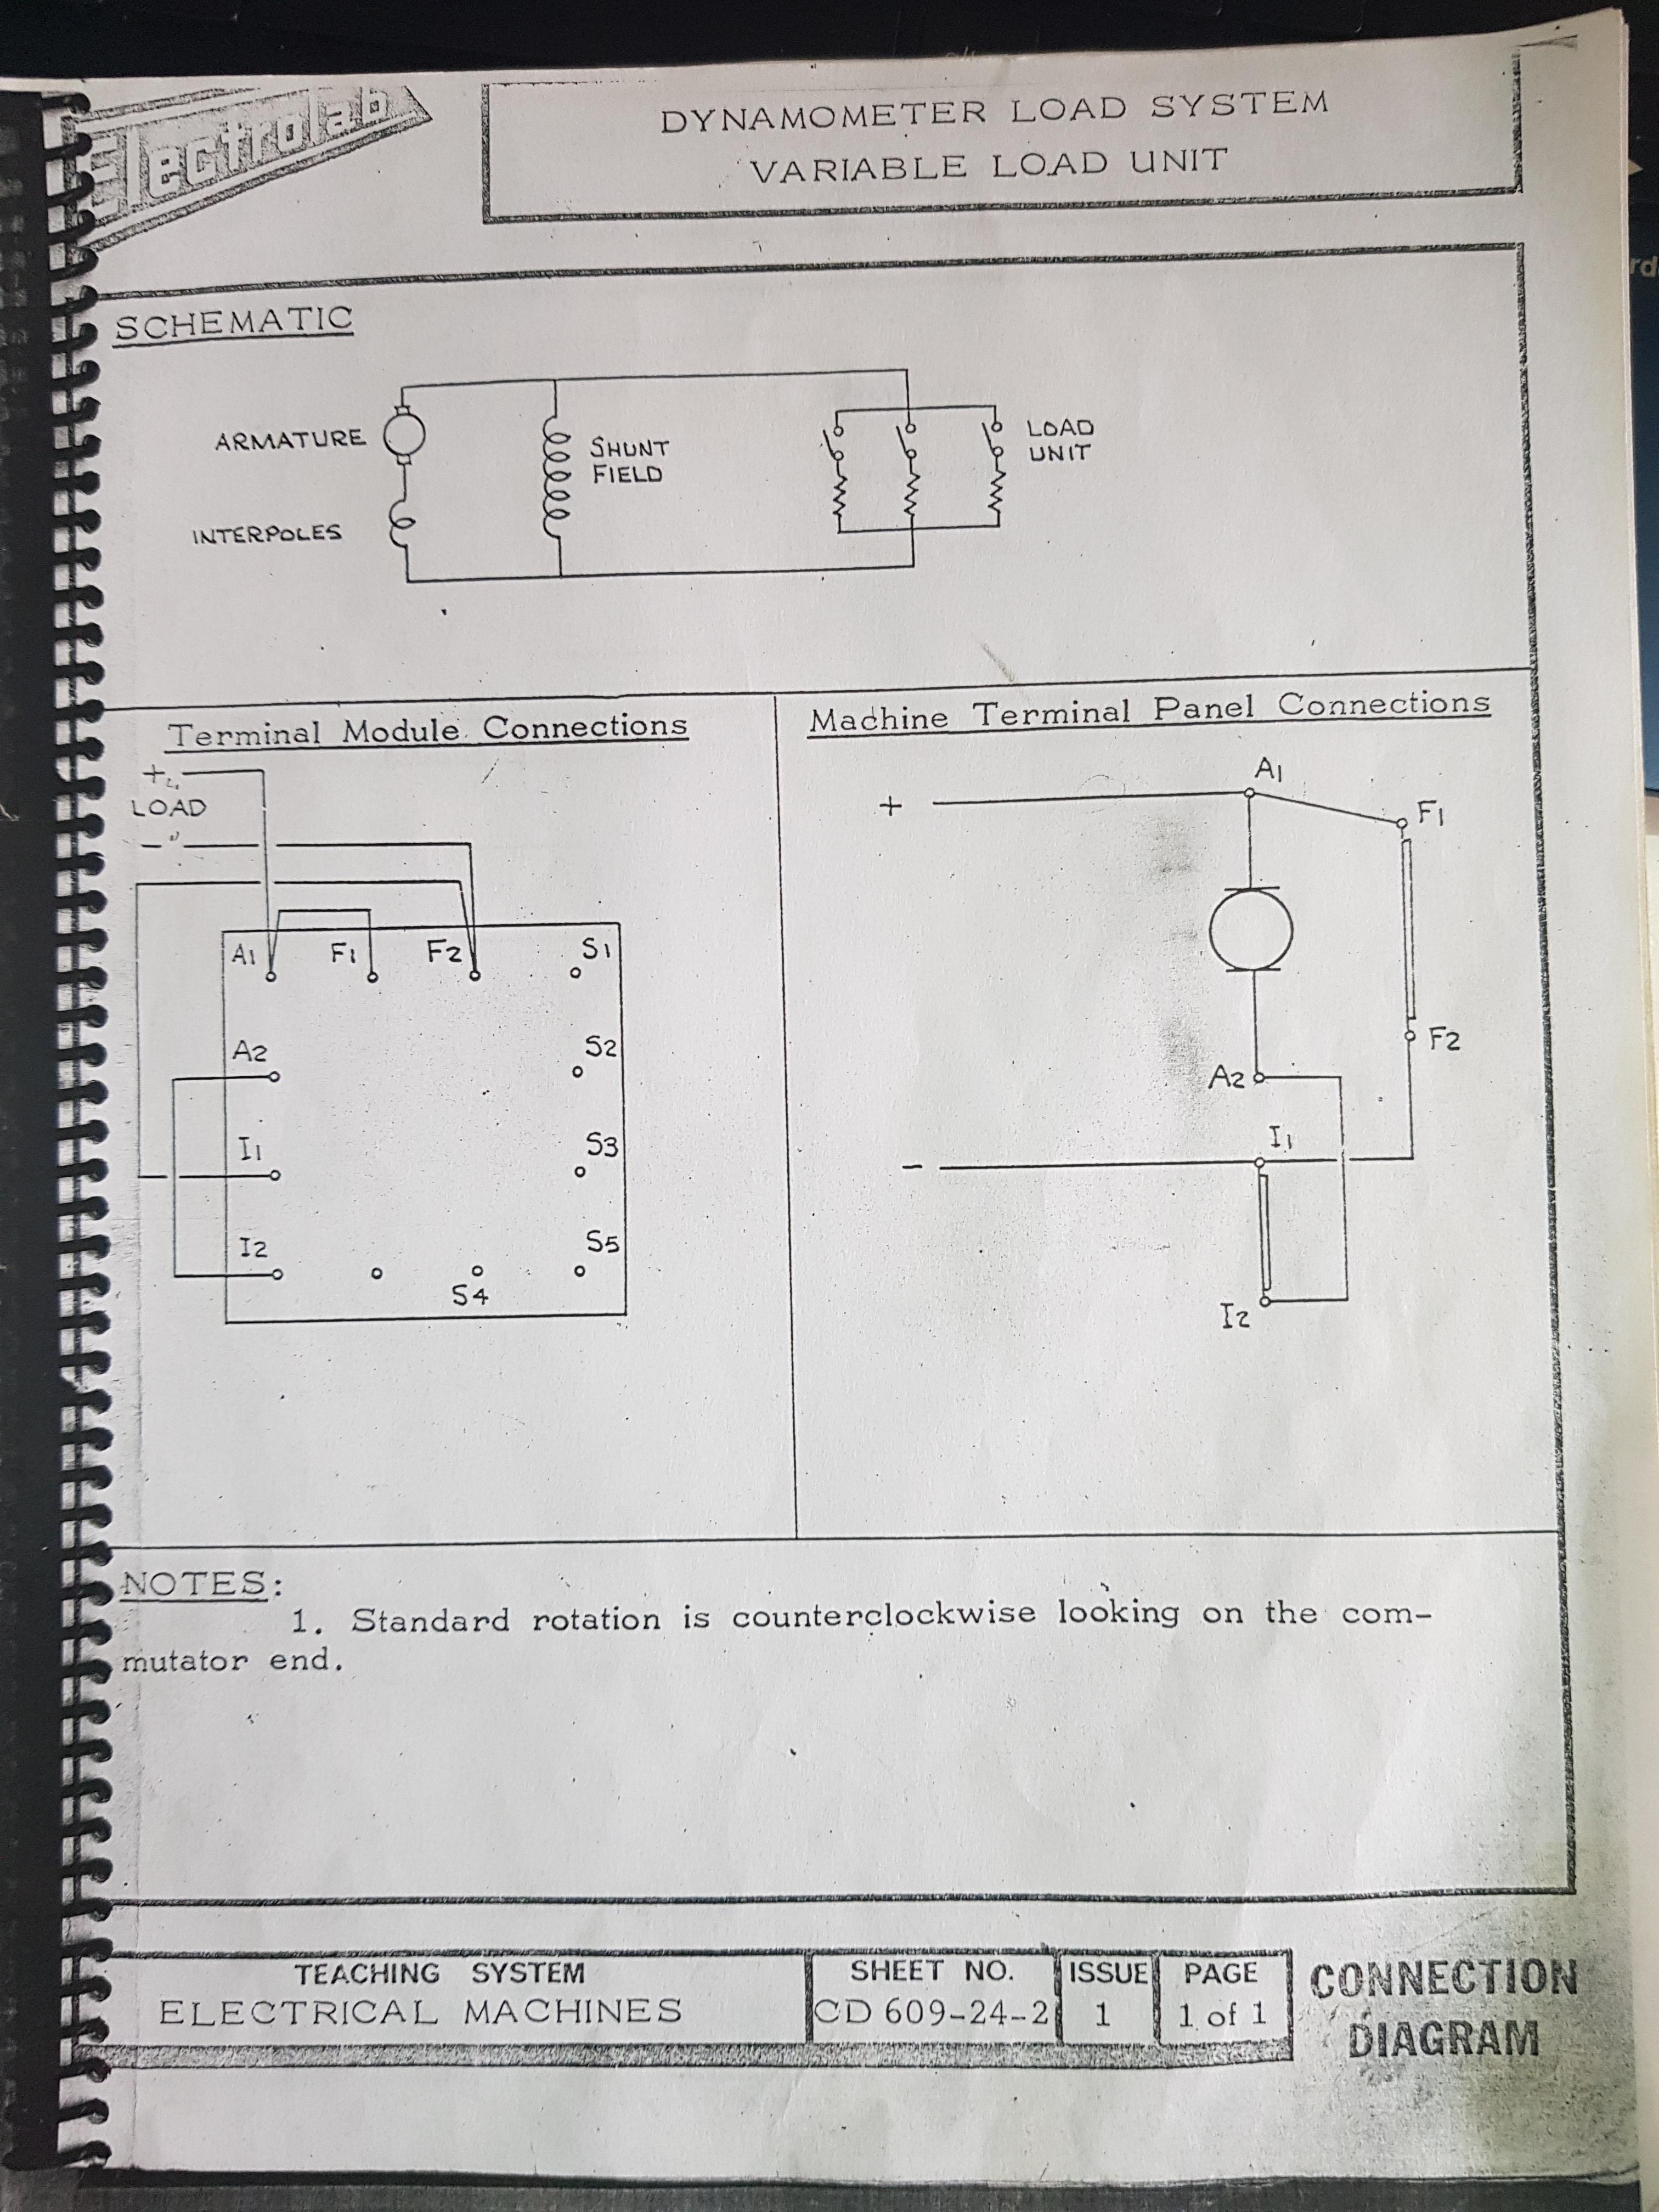 Electrolab
DYNAMOMETER LOAD SYSTEM
VARIABLE LOAD UNIT
SCHEMATIC
ARMATURE
SHUNT
FIELD
LOAD
UNIT
INTERPOLES
Terminal Module Connections
+
LOAD
-
A1 F1 F2 S1
A2 S2
I1 S3
I2 S5
S4
Machine Terminal Panel Connections
A1
+
F1
F2
A2
I1
-
I2
NOTES:
1. Standard rotation is counterclockwise looking on the com-
mutator end.
TEACHING SYSTEM
ELECTRICAL MACHINES
SHEET NO.
CD 609-24-2
ISSUE
1
PAGE
1 of 1
CONNECTION
DIAGRAM